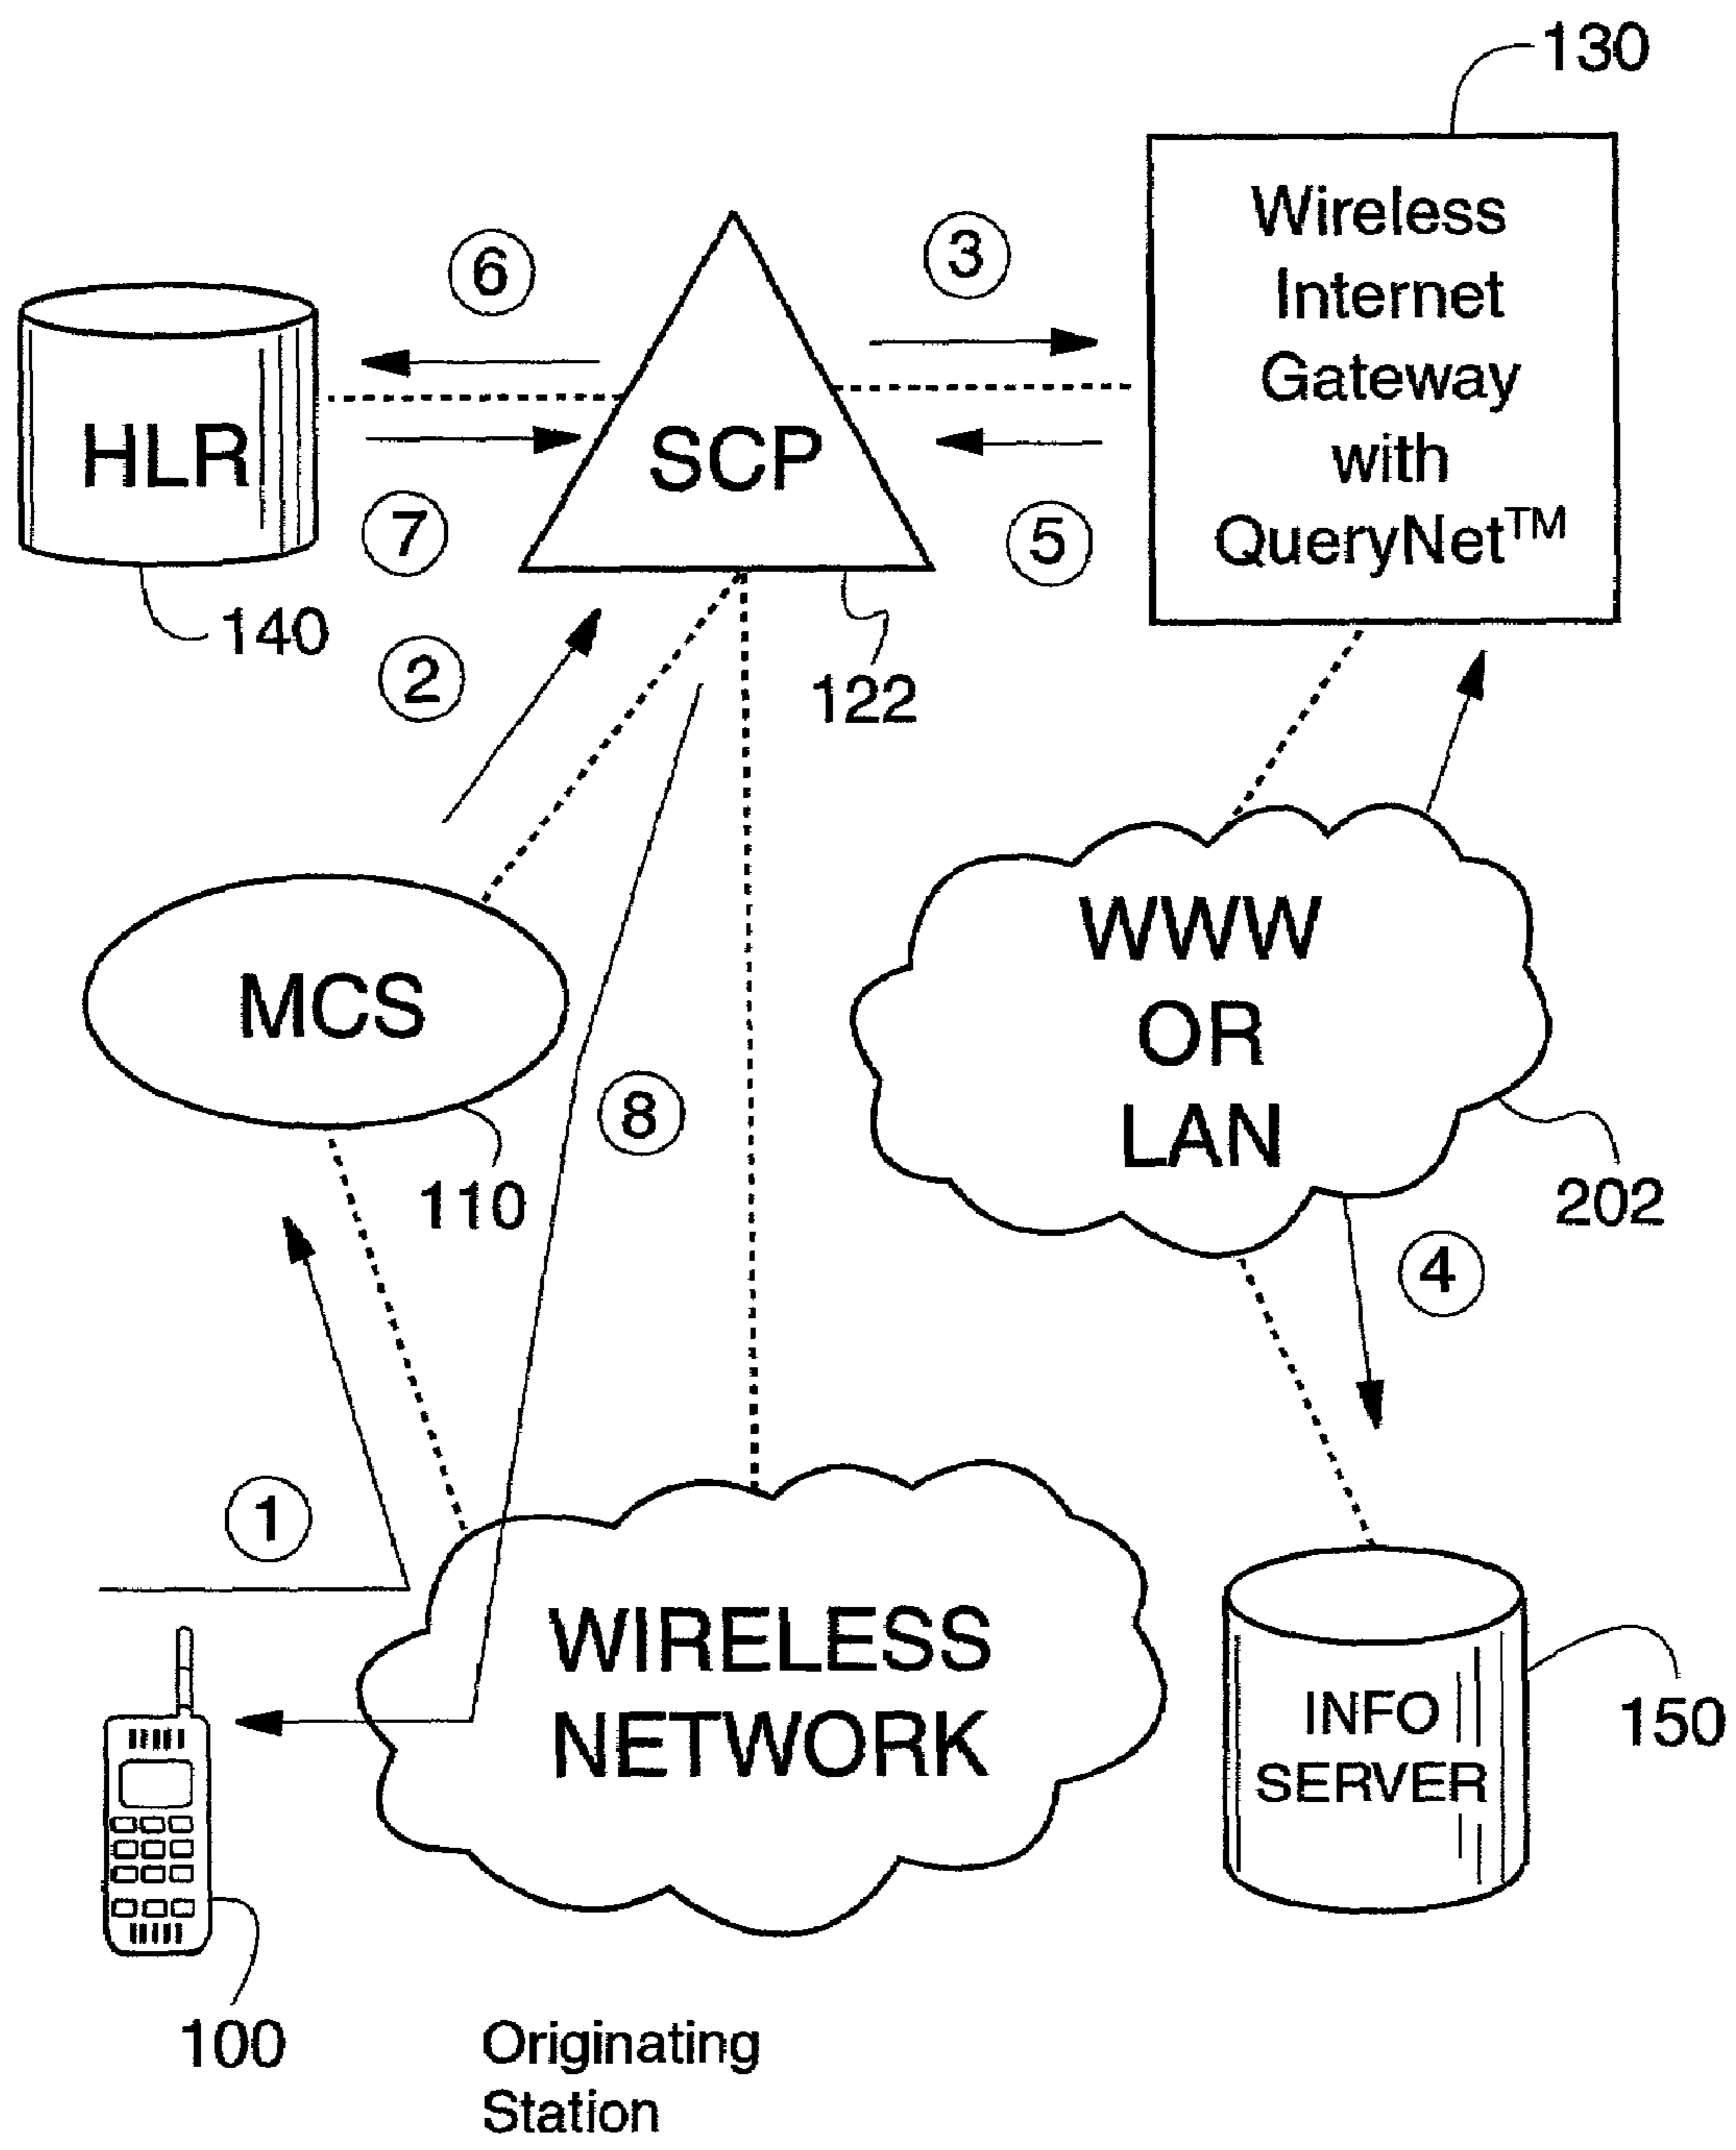 130
Wireless
Internet
Gateway
with
QueryNet™
6
3
HLR
SCP
7
5
140
2
122
WWW
OR
LAN
MCS
8
110
202
4
1
WIRELESS
NETWORK
INFO
SERVER
150
100
Originating
Station